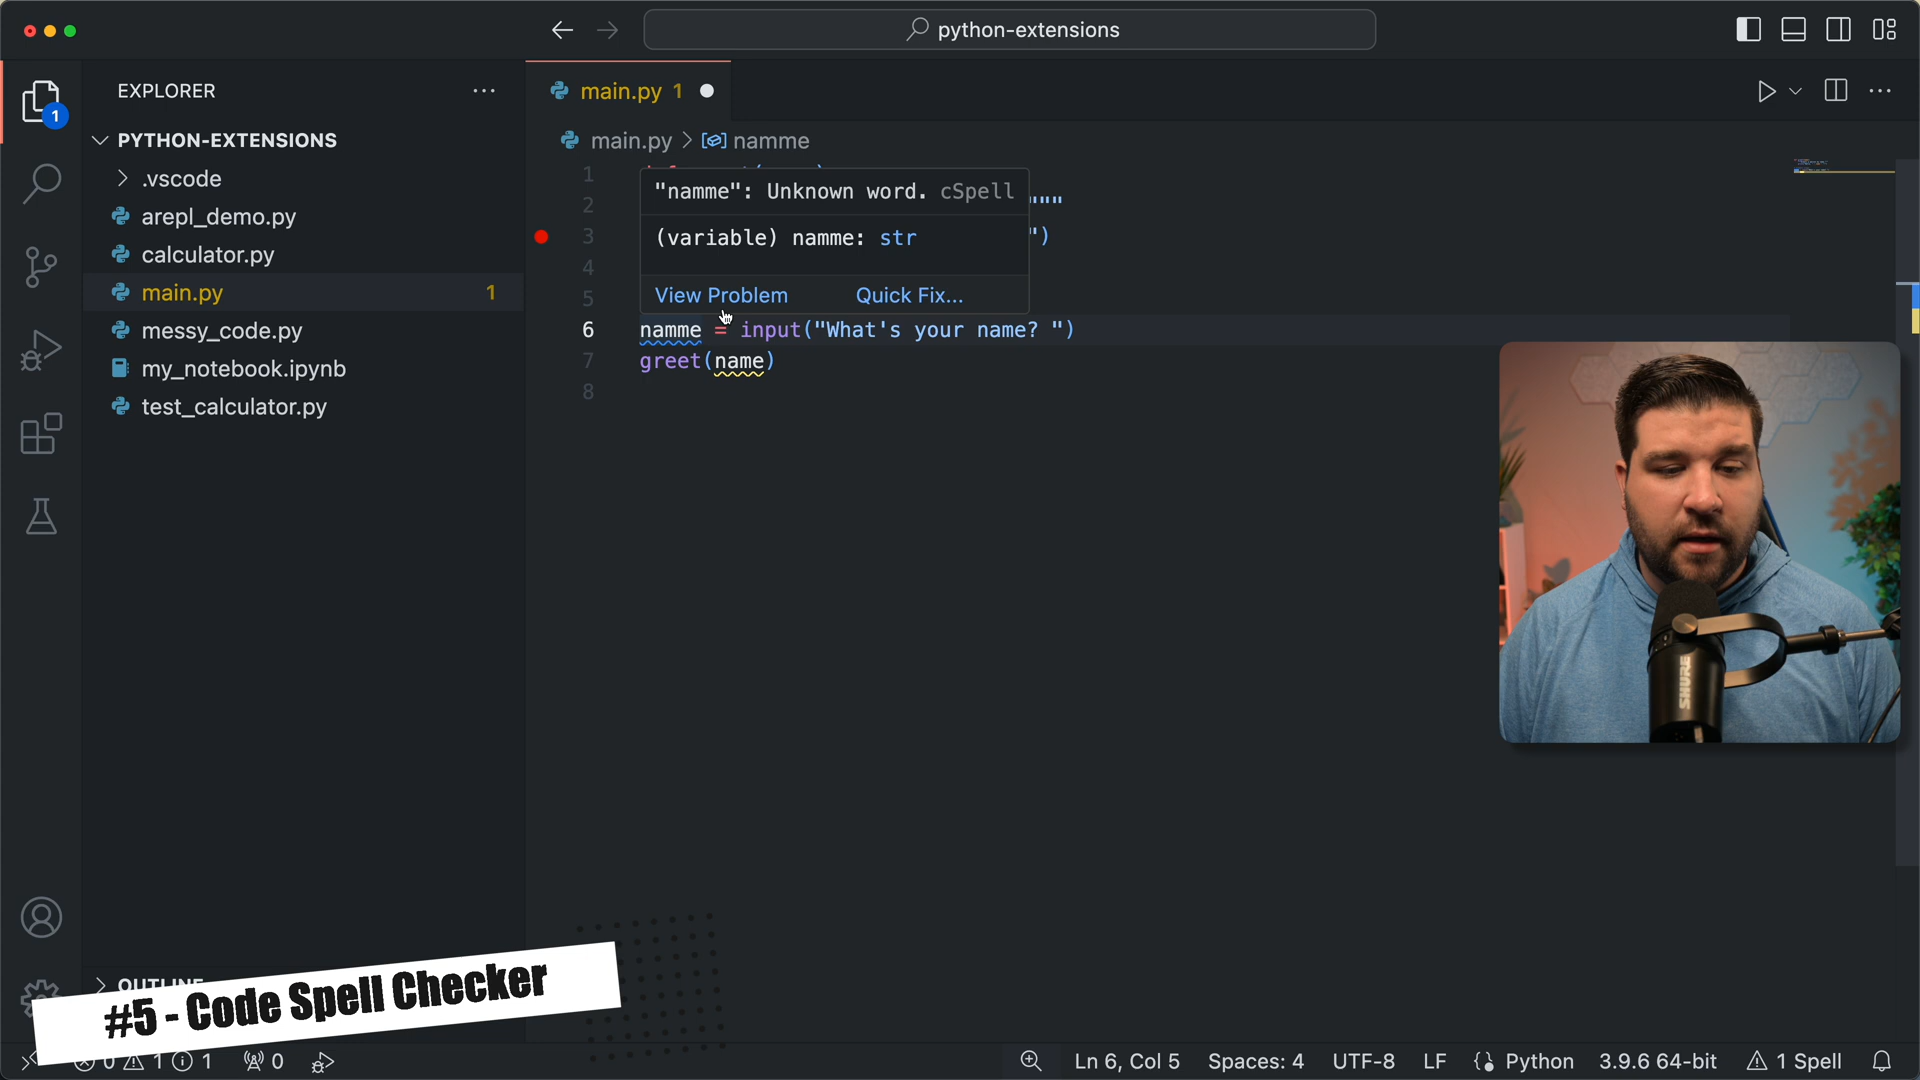 python-extensions
1
EXPLORER
PYTHON-EXTENSIONS
.vscode
arepl_demo.py
calculator.py
main.py 1
messy_code.py
my_notebook.ipynb
test_calculator.py
main.py 1
main.py > namme
1
"namme": Unknown word. cSpell
2 """
3 (variable) namme: str ")
4
5 View Problem Quick Fix...
6 namme = input("What's your name? ")
7 greet(name)
8
SHURE
#5 - Code Spell Checker
0 1 1 0
Ln 6, Col 5 Spaces: 4 UTF-8 LF Python 3.9.6 64-bit 1 Spell